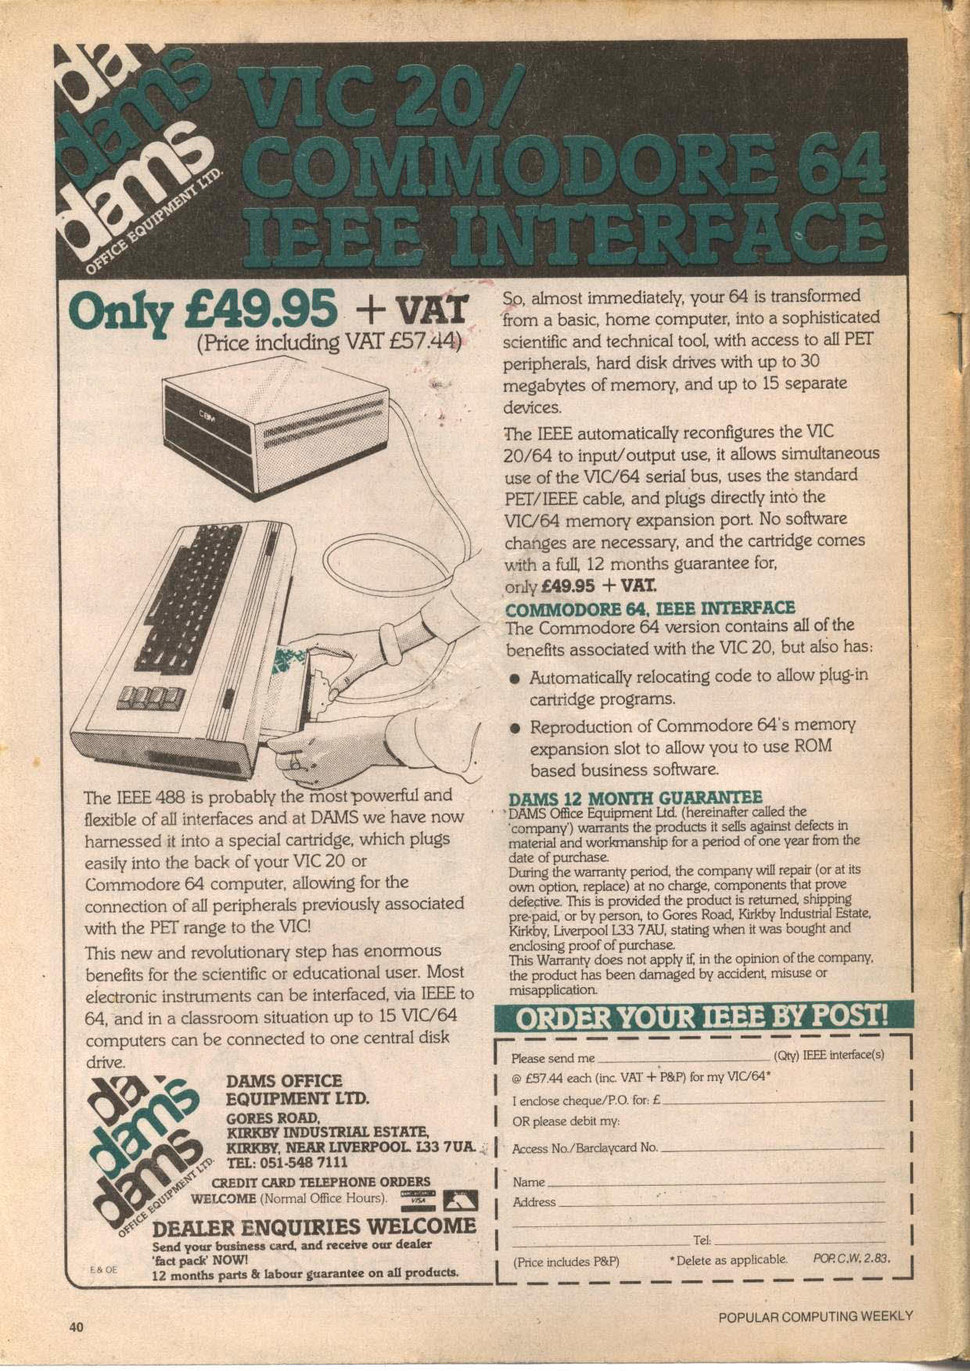 da
dams
dams
OFFICE EQUIPMENT LTD.
VIC 20/
COMMODORE 64
IEEE INTERFACE
Only £49.95 + VAT
(Price including VAT £57.44)
CBM
The IEEE 488 is probably the most powerful and
flexible of all interfaces and at DAMS we have now
harnessed it into a special cartridge, which plugs
easily into the back of your VIC 20 or
Commodore 64 computer, allowing for the
connection of all peripherals previously associated
with the PET range to the VIC!
This new and revolutionary step has enormous
benefits for the scientific or educational user. Most
electronic instruments can be interfaced, via IEEE to
64, and in a classroom situation up to 15 VIC/64
computers can be connected to one central disk
drive.
da
dams
dams
OFFICE EQUIPMENT LTD.
DAMS OFFICE
EQUIPMENT LTD.
GORES ROAD,
KIRKBY INDUSTRIAL ESTATE,
KIRKBY, NEAR LIVERPOOL L33 7UA.
TEL: 051-548 7111
CREDIT CARD TELEPHONE ORDERS
WELCOME (Normal Office Hours).
VISA
DEALER ENQUIRIES WELCOME
Send your business card, and receive our dealer
'fact pack' NOW!
12 months parts & labour guarantee on all products.
E & OE
So, almost immediately, your 64 is transformed
from a basic, home computer, into a sophisticated
scientific and technical tool, with access to all PET
peripherals, hard disk drives with up to 30
megabytes of memory, and up to 15 separate
devices.
The IEEE automatically reconfigures the VIC
20/64 to input/output use, it allows simultaneous
use of the VIC/64 serial bus, uses the standard
PET/IEEE cable, and plugs directly into the
VIC/64 memory expansion port. No software
changes are necessary, and the cartridge comes
with a full, 12 months guarantee for,
only £49.95 + VAT.
COMMODORE 64, IEEE INTERFACE
The Commodore 64 version contains all of the
benefits associated with the VIC 20, but also has:
● Automatically relocating code to allow plug-in
cartridge programs.
● Reproduction of Commodore 64's memory
expansion slot to allow you to use ROM
based business software.
DAMS 12 MONTH GUARANTEE
DAMS Office Equipment Ltd. (hereinafter called the
'company') warrants the products it sells against defects in
material and workmanship for a period of one year from the
date of purchase.
During the warranty period, the company will repair (or at its
own option, replace) at no charge, components that prove
defective. This is provided the product is returned, shipping
pre-paid, or by person, to Gores Road, Kirkby Industrial Estate,
Kirkby, Liverpool L33 7AU, stating when it was bought and
enclosing proof of purchase.
This Warranty does not apply if, in the opinion of the company,
the product has been damaged by accident, misuse or
misapplication.
ORDER YOUR IEEE BY POST!
Please send me (Qty) IEEE interface(s)
@ £57.44 each (inc. VAT + P&P) for my VIC/64*
I enclose cheque/P.O. for: £
OR please debit my:
Access No./Barclaycard No.
Name
Address
Tel:
(Price includes P&P) *Delete as applicable. POP. C.W. 2.83.
40
POPULAR COMPUTING WEEKLY